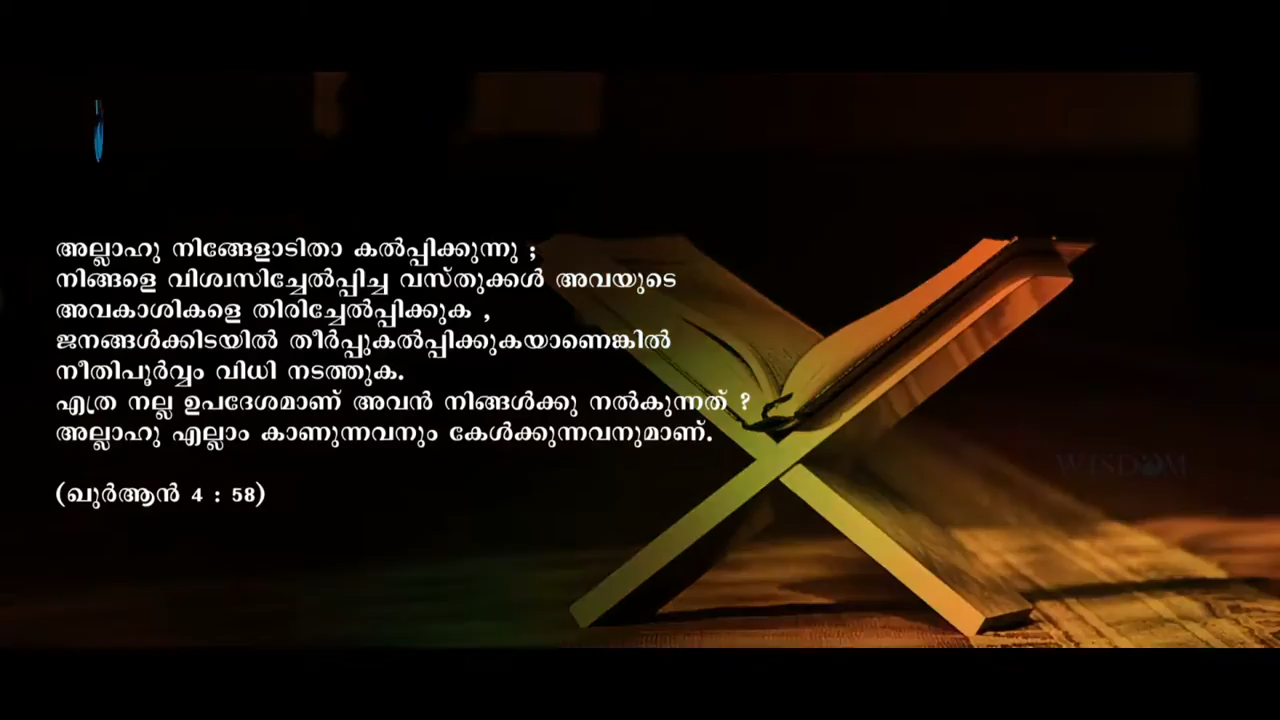 അല്ലാഹു നിങ്ങേളാടിതാ കൽപ്പിക്കുന്നു ;
നിങ്ങളെ വിശ്വസിച്ചേൽപ്പിച്ച വസ്തുക്കൾ അവയുടെ
അവകാശികളെ തിരിച്ചേൽപ്പിക്കുക ,
ജനങ്ങൾക്കിടയിൽ തീർപ്പുകൽപ്പിക്കുകയാണെങ്കിൽ
നീതിപൂർവ്വം വിധി നടത്തുക.
എത്ര നല്ല ഉപദേശമാണ് അവൻ നിങ്ങൾക്കു നൽകുന്നത് ?
അല്ലാഹു എല്ലാം കാണുന്നവനും കേൾക്കുന്നവനുമാണ്.
(ഖുർആൻ 4 : 58)
WISDOM